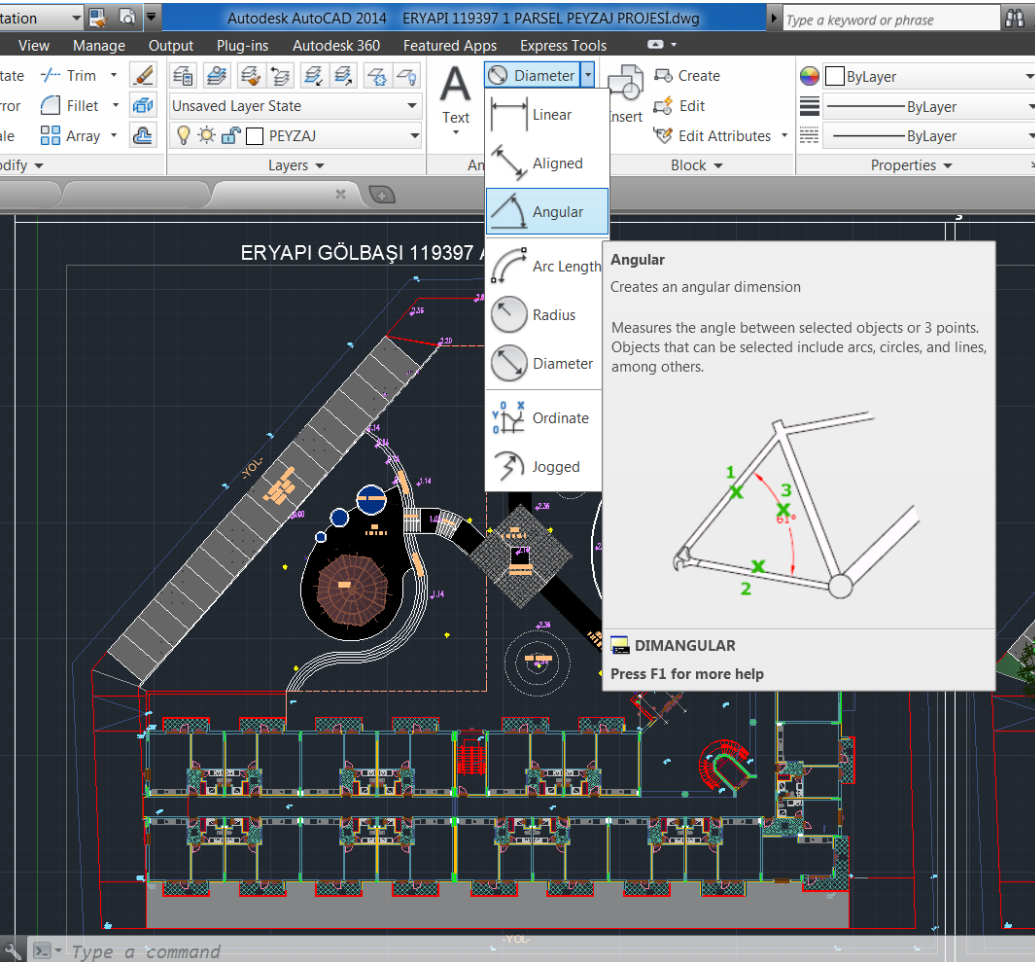 tation
Autodesk AutoCAD 2014 ERYAPI 119397 1 PARSEL PEYZAJ PROJESİ.dwg
Type a keyword or phrase
View Manage Output Plug-ins Autodesk 360 Featured Apps Express Tools
tate Trim
Diameter
Create
ByLayer
rror Fillet
Unsaved Layer State
Text
nsert
Edit
ByLayer
ale Array
PEYZAJ
Edit Attributes
ByLayer
odify
Layers
An
Block
Properties
Linear
Aligned
Angular
Arc Length
Radius
Diameter
Ordinate
Jogged
Angular
Creates an angular dimension
Measures the angle between selected objects or 3 points.
Objects that can be selected include arcs, circles, and lines,
among others.
1
3
61°
2
DIMANGULAR
Press F1 for more help
ERYAPI GÖLBAŞI 119397 A
-YOL-
-YOL-
Type a command